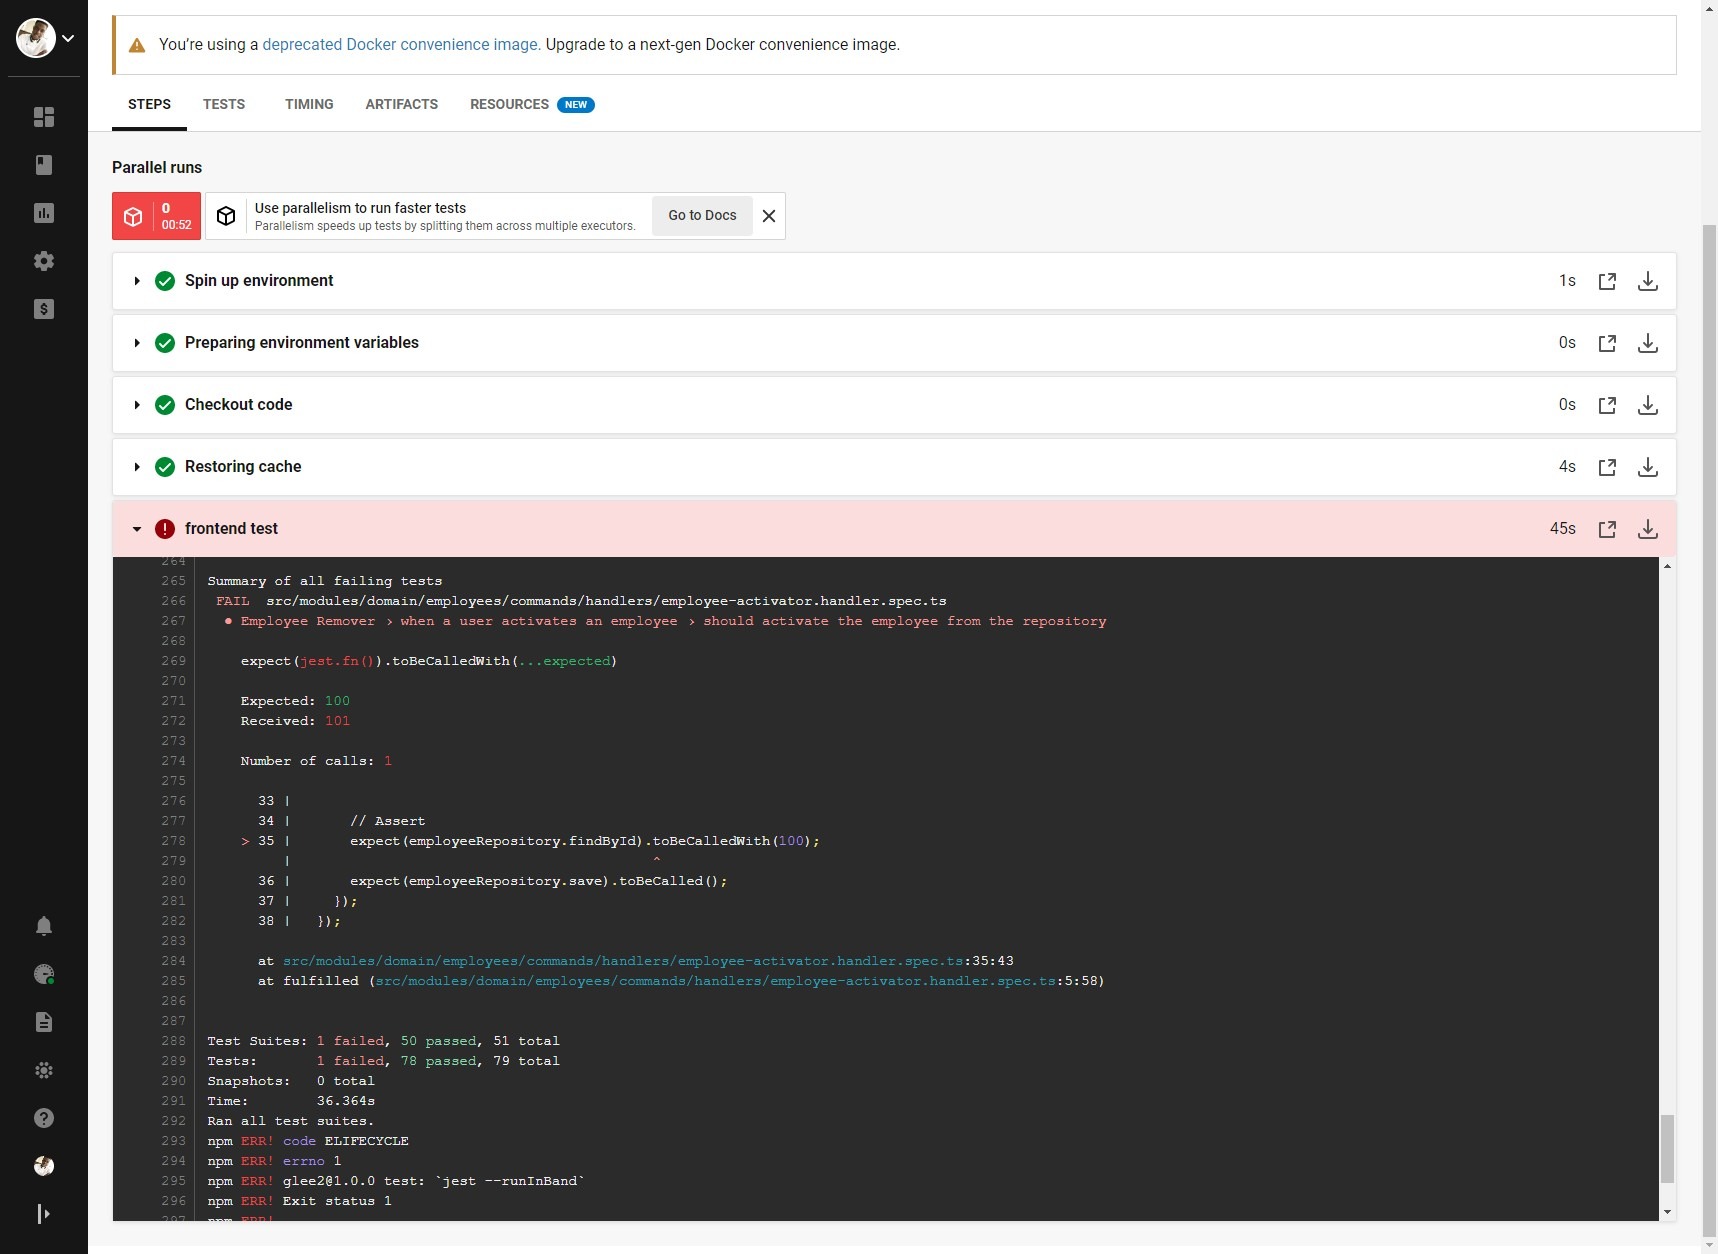 You're using a deprecated Docker convenience image. Upgrade to a next-gen Docker convenience image.
STEPS TESTS TIMING ARTIFACTS RESOURCES NEW
Parallel runs
0
00:52
Use parallelism to run faster tests
Parallelism speeds up tests by splitting them across multiple executors.
Go to Docs
Spin up environment 1s
Preparing environment variables 0s
Checkout code 0s
Restoring cache 4s
frontend test 45s
264
265 Summary of all failing tests
266 FAIL src/modules/domain/employees/commands/handlers/employee-activator.handler.spec.ts
267 ● Employee Remover › when a user activates an employee › should activate the employee from the repository
268
269 expect(jest.fn()).toBeCalledWith(...expected)
270
271 Expected: 100
272 Received: 101
273
274 Number of calls: 1
275
276 33 |
277 34 | // Assert
278 > 35 | expect(employeeRepository.findById).toBeCalledWith(100);
279 | ^
280 36 | expect(employeeRepository.save).toBeCalled();
281 37 | });
282 38 | });
283
284 at src/modules/domain/employees/commands/handlers/employee-activator.handler.spec.ts:35:43
285 at fulfilled (src/modules/domain/employees/commands/handlers/employee-activator.handler.spec.ts:5:58)
286
287
288 Test Suites: 1 failed, 50 passed, 51 total
289 Tests: 1 failed, 78 passed, 79 total
290 Snapshots: 0 total
291 Time: 36.364s
292 Ran all test suites.
293 npm ERR! code ELIFECYCLE
294 npm ERR! errno 1
295 npm ERR! glee2@1.0.0 test: `jest --runInBand`
296 npm ERR! Exit status 1
297 npm ERR!